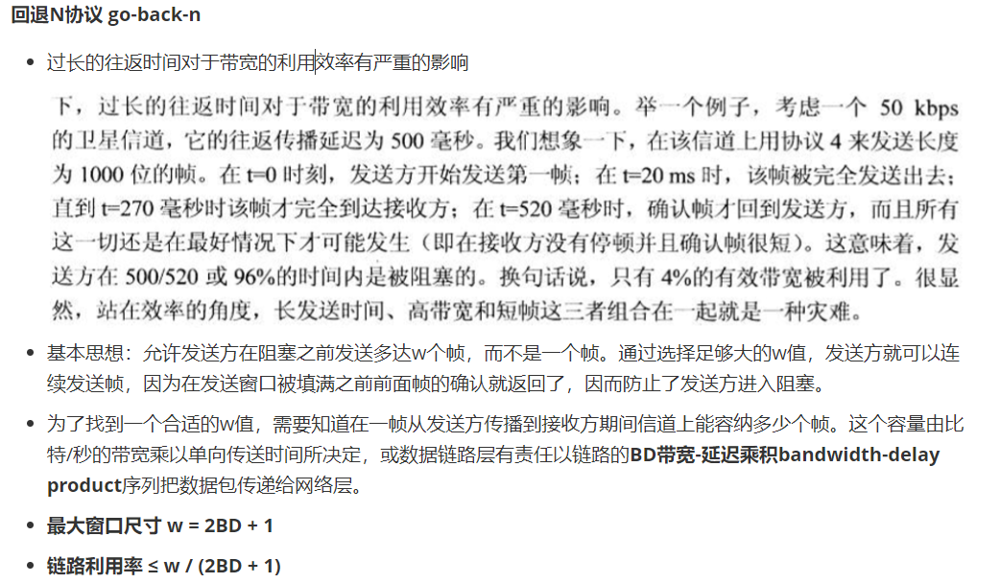 回退N协议 go-back-n
过长的往返时间对于带宽的利用效率有严重的影响
下，过长的往返时间对于带宽的利用效率有严重的影响。举一个例子，考虑一个 50 kbps
的卫星信道，它的往返传播延迟为 500 毫秒。我们想象一下，在该信道上用协议 4 来发送长度
为 1000 位的帧。在 t=0 时刻，发送方开始发送第一帧；在 t=20 ms 时，该帧被完全发送出去；
直到 t=270 毫秒时该帧才完全到达接收方；在 t=520 毫秒时，确认帧才回到发送方，而且所有
这一切还是在最好情况下才可能发生（即在接收方没有停顿并且确认帧很短）。这意味着，发
送方在 500/520 或 96%的时间内是被阻塞的。换句话说，只有 4%的有效带宽被利用了。很显
然，站在效率的角度，长发送时间、高带宽和短帧这三者组合在一起就是一种灾难。
基本思想：允许发送方在阻塞之前发送多达w个帧，而不是一个帧。通过选择足够大的w值，发送方就可以连
续发送帧，因为在发送窗口被填满之前前面帧的确认就返回了，因而防止了发送方进入阻塞。
为了找到一个合适的w值，需要知道在一帧从发送方传播到接收方期间信道上能容纳多少个帧。这个容量由比
特/秒的带宽乘以单向传送时间所决定，或数据链路层有责任以链路的BD带宽-延迟乘积bandwidth-delay
product序列把数据包传递给网络层。
最大窗口尺寸 w = 2BD + 1
链路利用率 ≤ w / (2BD + 1)